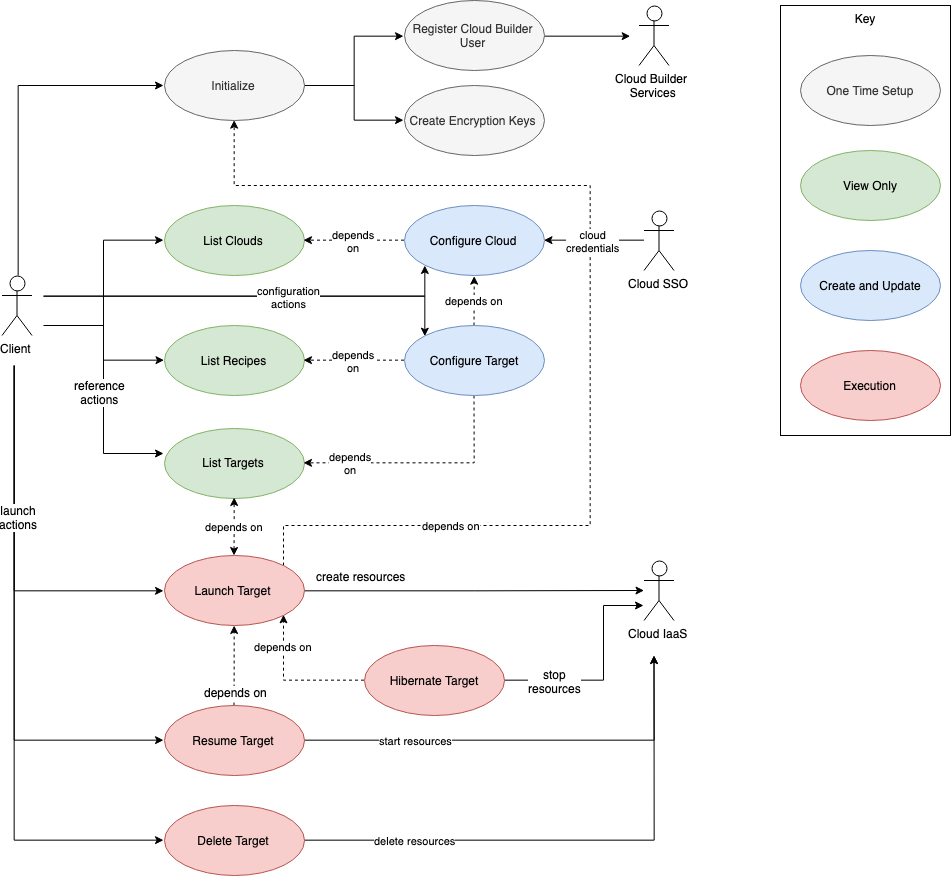 Key
Register Cloud Builder
User
Cloud Builder
Services
Initialize
One Time Setup
Create Encryption Keys
View Only
List Clouds
depends
on
Configure Cloud
cloud
credentials
Cloud SSO
Create and Update
configuration
actions
depends on
Client
List Recipes
depends
on
Configure Target
reference
actions
Execution
List Targets
depends
on
launch
actions
depends on
depends on
Launch Target
create resources
Cloud IaaS
depends on
Hibernate Target
stop
resources
depends on
Resume Target
start resources
Delete Target
delete resources